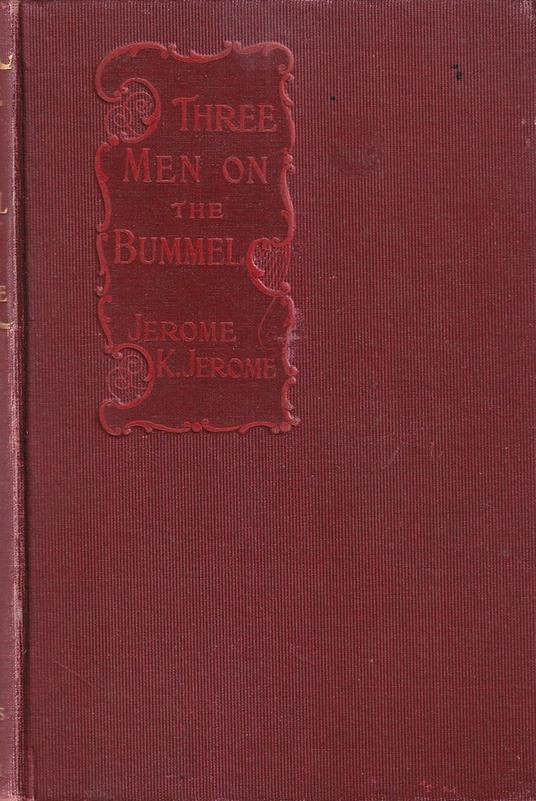 THREE
MEN ON
THE
BUMMEL
JEROME
K. JEROME